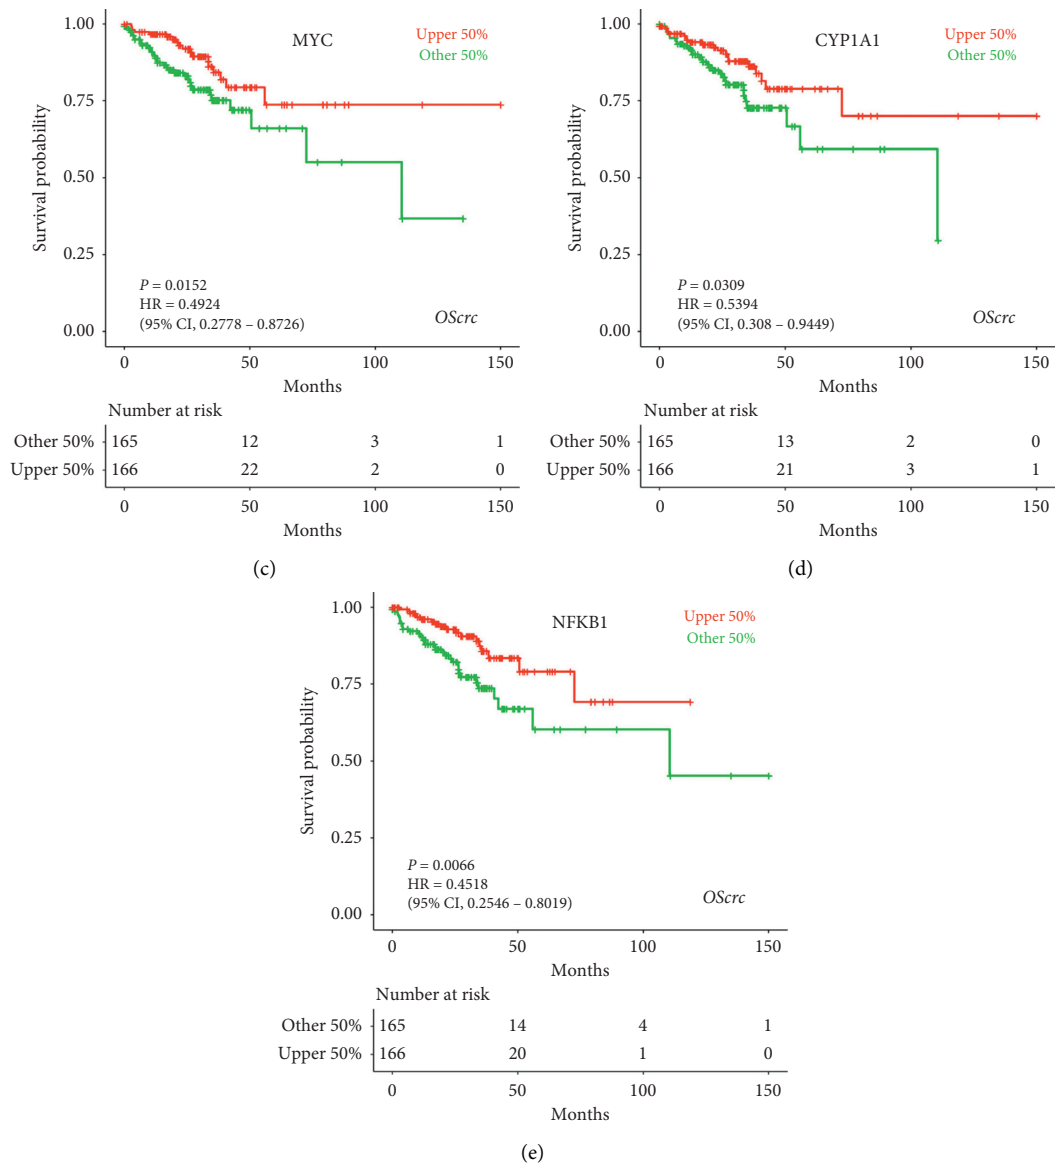 MYC
Upper 50%
Other 50%
1.00
0.75
0.50
0.25
0.00
Survival probability
P = 0.0152
HR = 0.4924
(95% CI, 0.2778 – 0.8726)
OScrc
0 50 100 150
Months
Number at risk
Other 50% 165 12 3 1
Upper 50% 166 22 2 0
0 50 100 150
Months
(c)
CYP1A1
Upper 50%
Other 50%
1.00
0.75
0.50
0.25
0.00
Survival probability
P = 0.0309
HR = 0.5394
(95% CI, 0.308 – 0.9449)
OScrc
0 50 100 150
Months
Number at risk
Other 50% 165 13 2 0
Upper 50% 166 21 3 1
0 50 100 150
Months
(d)
NFKB1
Upper 50%
Other 50%
1.00
0.75
0.50
0.25
0.00
Survival probability
P = 0.0066
HR = 0.4518
(95% CI, 0.2546 – 0.8019)
OScrc
0 50 100 150
Months
Number at risk
Other 50% 165 14 4 1
Upper 50% 166 20 1 0
0 50 100 150
Months
(e)